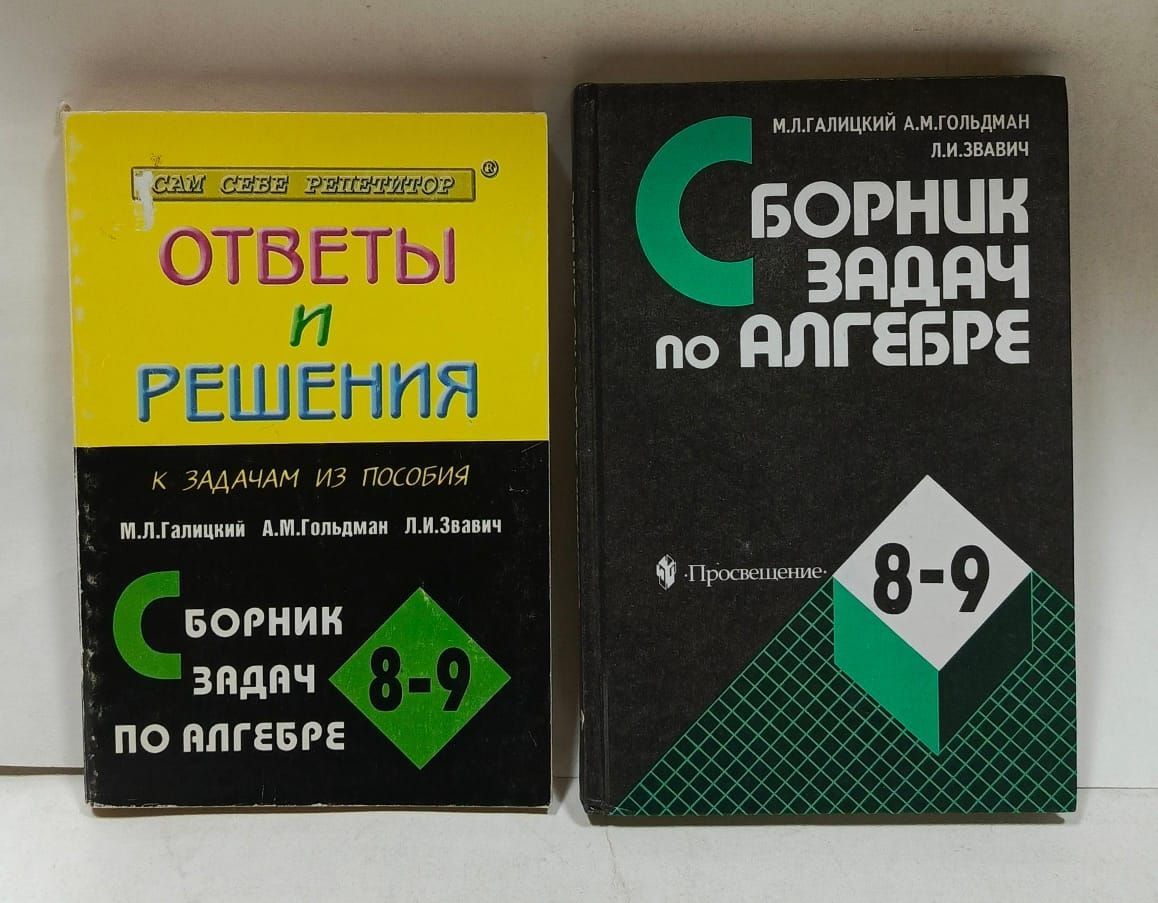 САМ СЕБЕ РЕПЕТИТОР ®
ОТВЕТЫ
И
РЕШЕНИЯ
К ЗАДАЧАМ ИЗ ПОСОБИЯ
М.Л.Галицкий А.М.Гольдман Л.И.Звавич
СБОРНИК
ЗАДАЧ
ПО АЛГЕБРЕ
8-9
М.Л.ГАЛИЦКИЙ А.М.ГОЛЬДМАН
Л.И.ЗВАВИЧ
СБОРНИК
ЗАДАЧ
ПО АЛГЕБРЕ
·Просвещение·
8-9